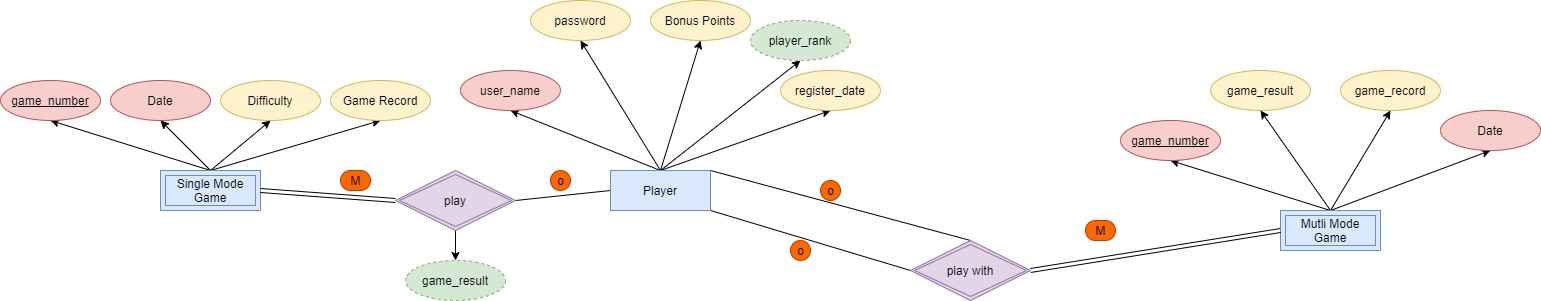 password
Bonus Points
player_rank
user_name
register_date
game_number
Date
Difficulty
Game Record
game_result
game_record
game_number
Date
Single Mode
Game
M
play
o
Player
o
o
play with
M
Mutli Mode
Game
game_result